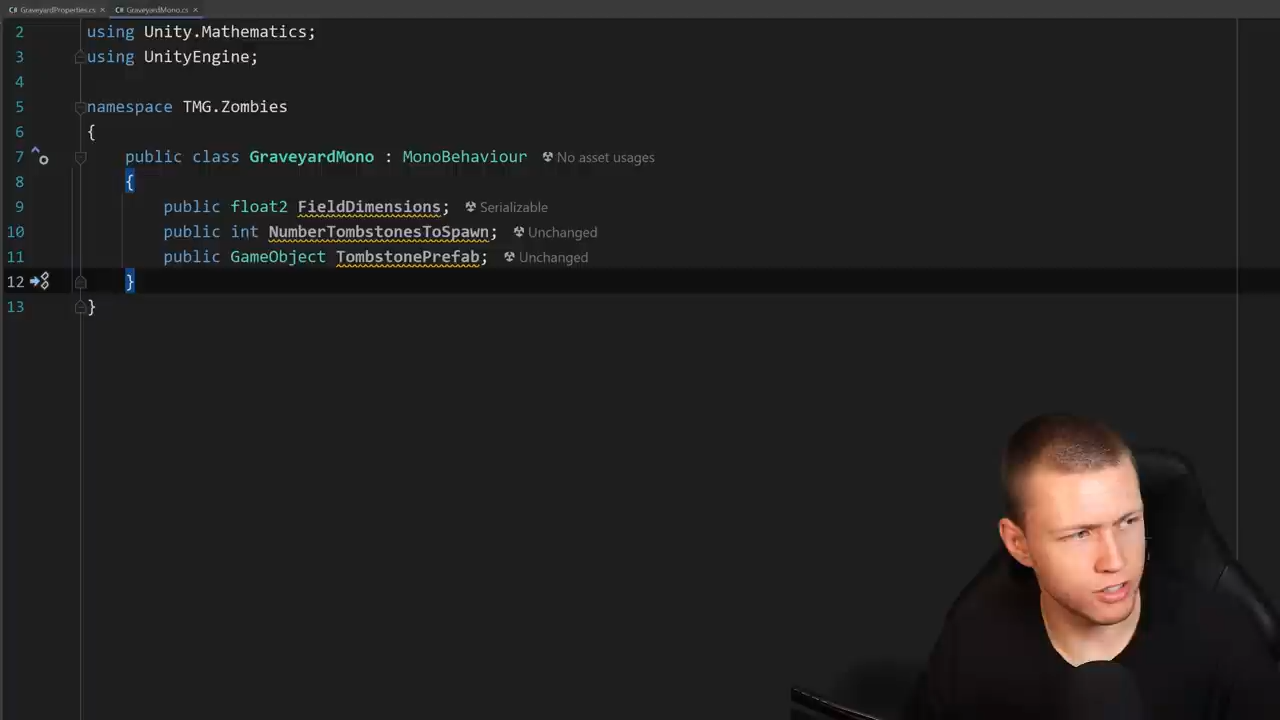 GraveyardProperties.cs
GraveyardMono.cs
2 using Unity.Mathematics;
3 using UnityEngine;
4
5 namespace TMG.Zombies
6 {
7 public class GraveyardMono : MonoBehaviour No asset usages
8 {
9 public float2 FieldDimensions; Serializable
10 public int NumberTombstonesToSpawn; Unchanged
11 public GameObject TombstonePrefab; Unchanged
12 }
13 }